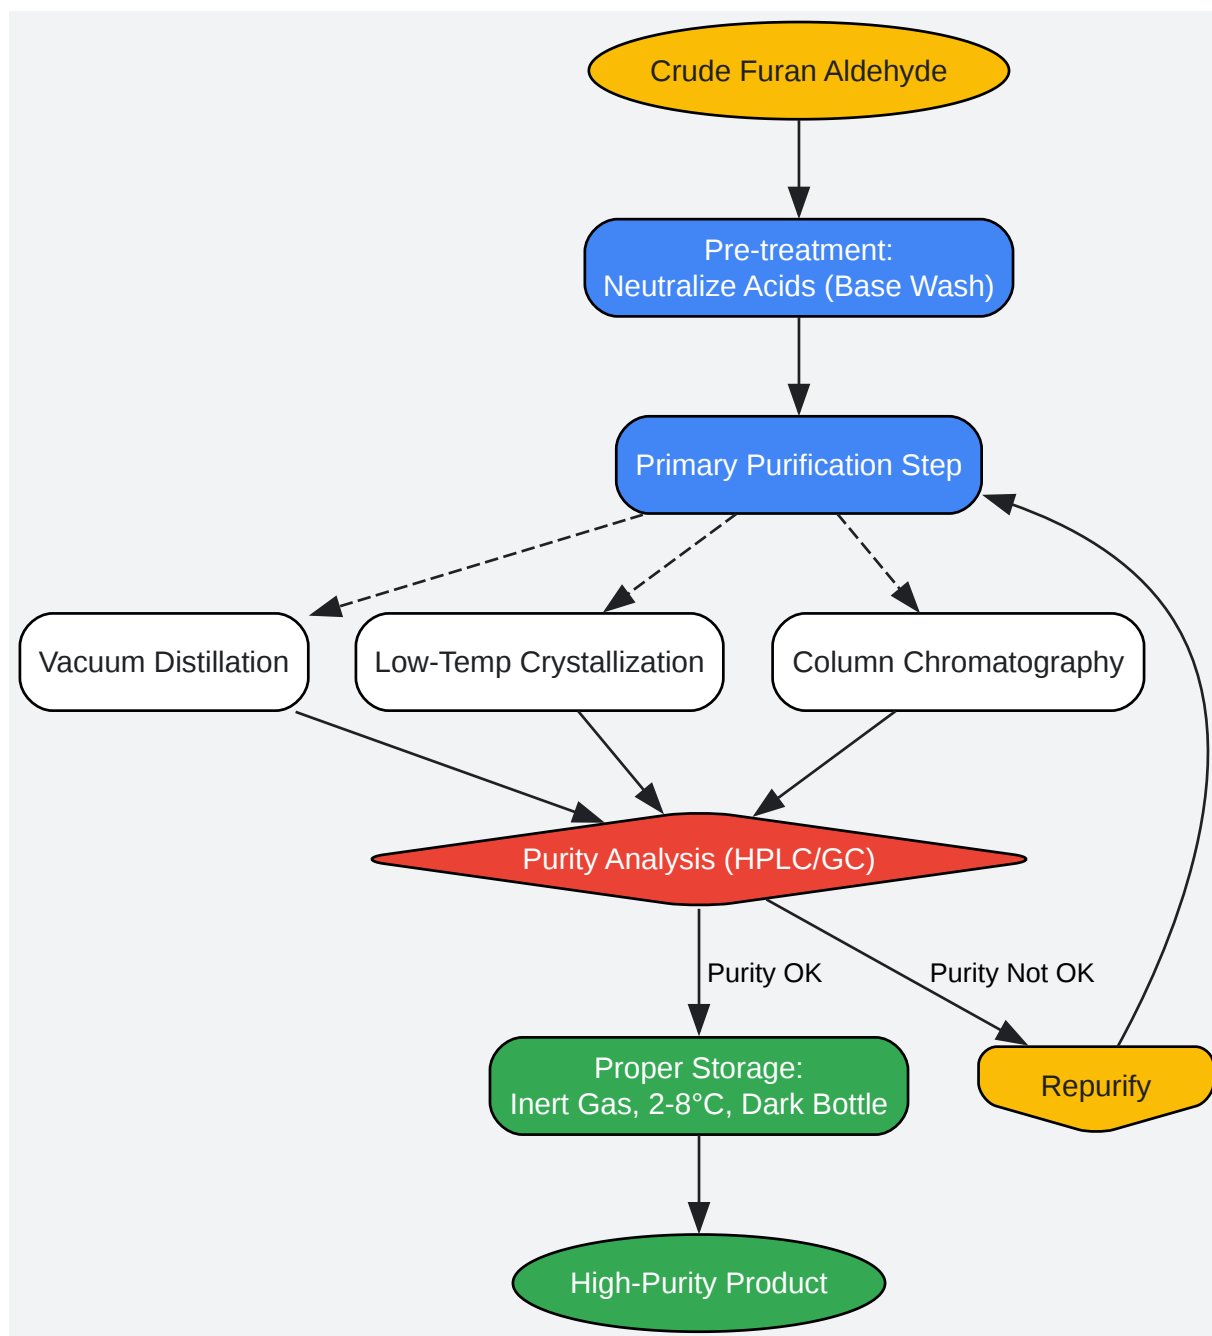 Crude Furan Aldehyde
Pre-treatment:
Neutralize Acids (Base Wash)
Primary Purification Step
Vacuum Distillation
Low-Temp Crystallization
Column Chromatography
Purity Analysis (HPLC/GC)
Purity OK
Purity Not OK
Proper Storage:
Inert Gas, 2-8°C, Dark Bottle
Repurify
High-Purity Product